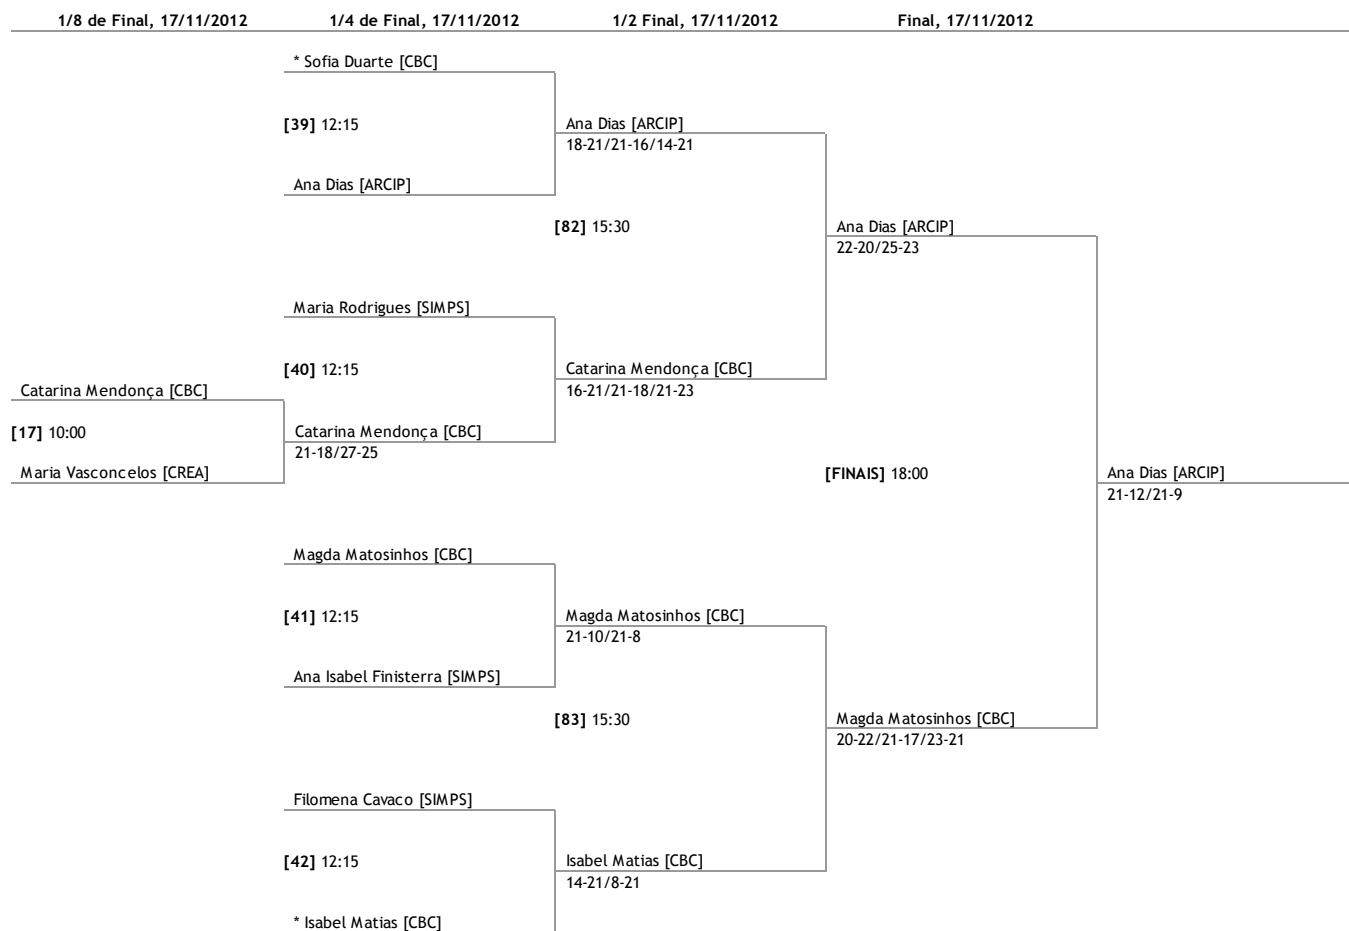 1/8 de Final, 17/11/2012 1/4 de Final, 17/11/2012 1/2 Final, 17/11/2012 Final, 17/11/2012
* Sofia Duarte [CBC]
[39] 12:15 Ana Dias [ARCIP]
18-21/21-16/14-21
Ana Dias [ARCIP]
[82] 15:30 Ana Dias [ARCIP]
22-20/25-23
Maria Rodrigues [SIMPS]
[40] 12:15 Catarina Mendonça [CBC]
Catarina Mendonça [CBC] 16-21/21-18/21-23
[17] 10:00 Catarina Mendonça [CBC]
21-18/27-25
Maria Vasconcelos [CREA] [FINAIS] 18:00 Ana Dias [ARCIP]
21-12/21-9
Magda Matosinhos [CBC]
[41] 12:15 Magda Matosinhos [CBC]
21-10/21-8
Ana Isabel Finisterra [SIMPS]
[83] 15:30 Magda Matosinhos [CBC]
20-22/21-17/23-21
Filomena Cavaco [SIMPS]
[42] 12:15 Isabel Matias [CBC]
14-21/8-21
* Isabel Matias [CBC]